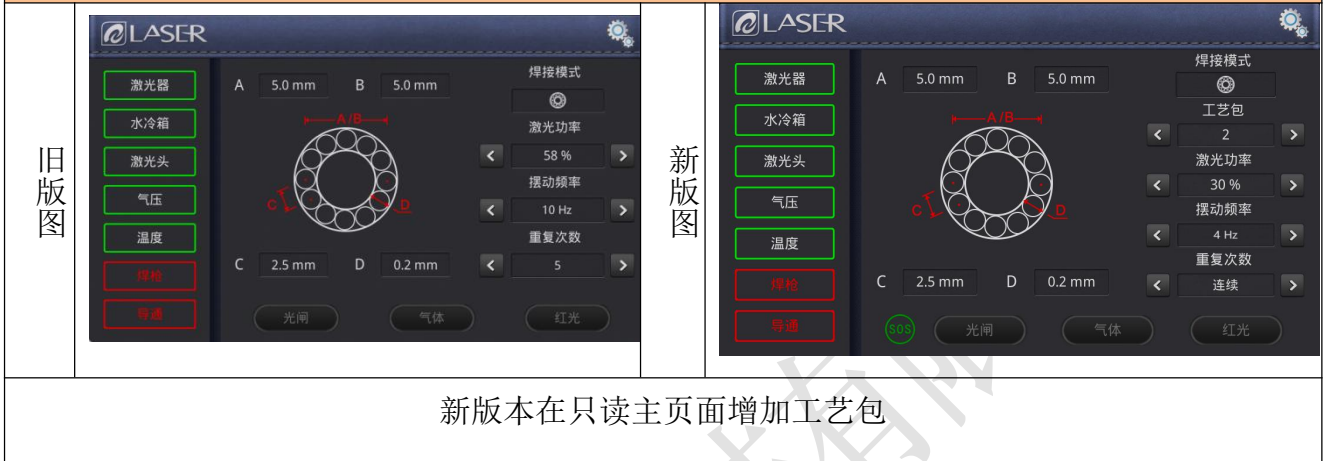 旧版图
LASER
激光器
水冷箱
激光头
气压
温度
焊枪
导通
A 5.0 mm B 5.0 mm
A/B
C
D
C 2.5 mm D 0.2 mm
焊接模式
激光功率
< 58 % >
摆动频率
< 10 Hz >
重复次数
< 5 >
光闸 气体 红光
新版图
LASER
激光器
水冷箱
激光头
气压
温度
焊枪
导通
A 5.0 mm B 5.0 mm
A/B
C
D
C 2.5 mm D 0.2 mm
焊接模式
工艺包
< 2 >
激光功率
< 30 % >
摆动频率
< 4 Hz >
重复次数
< 连续 >
SOS 光闸 气体 红光
新版本在只读主页面增加工艺包